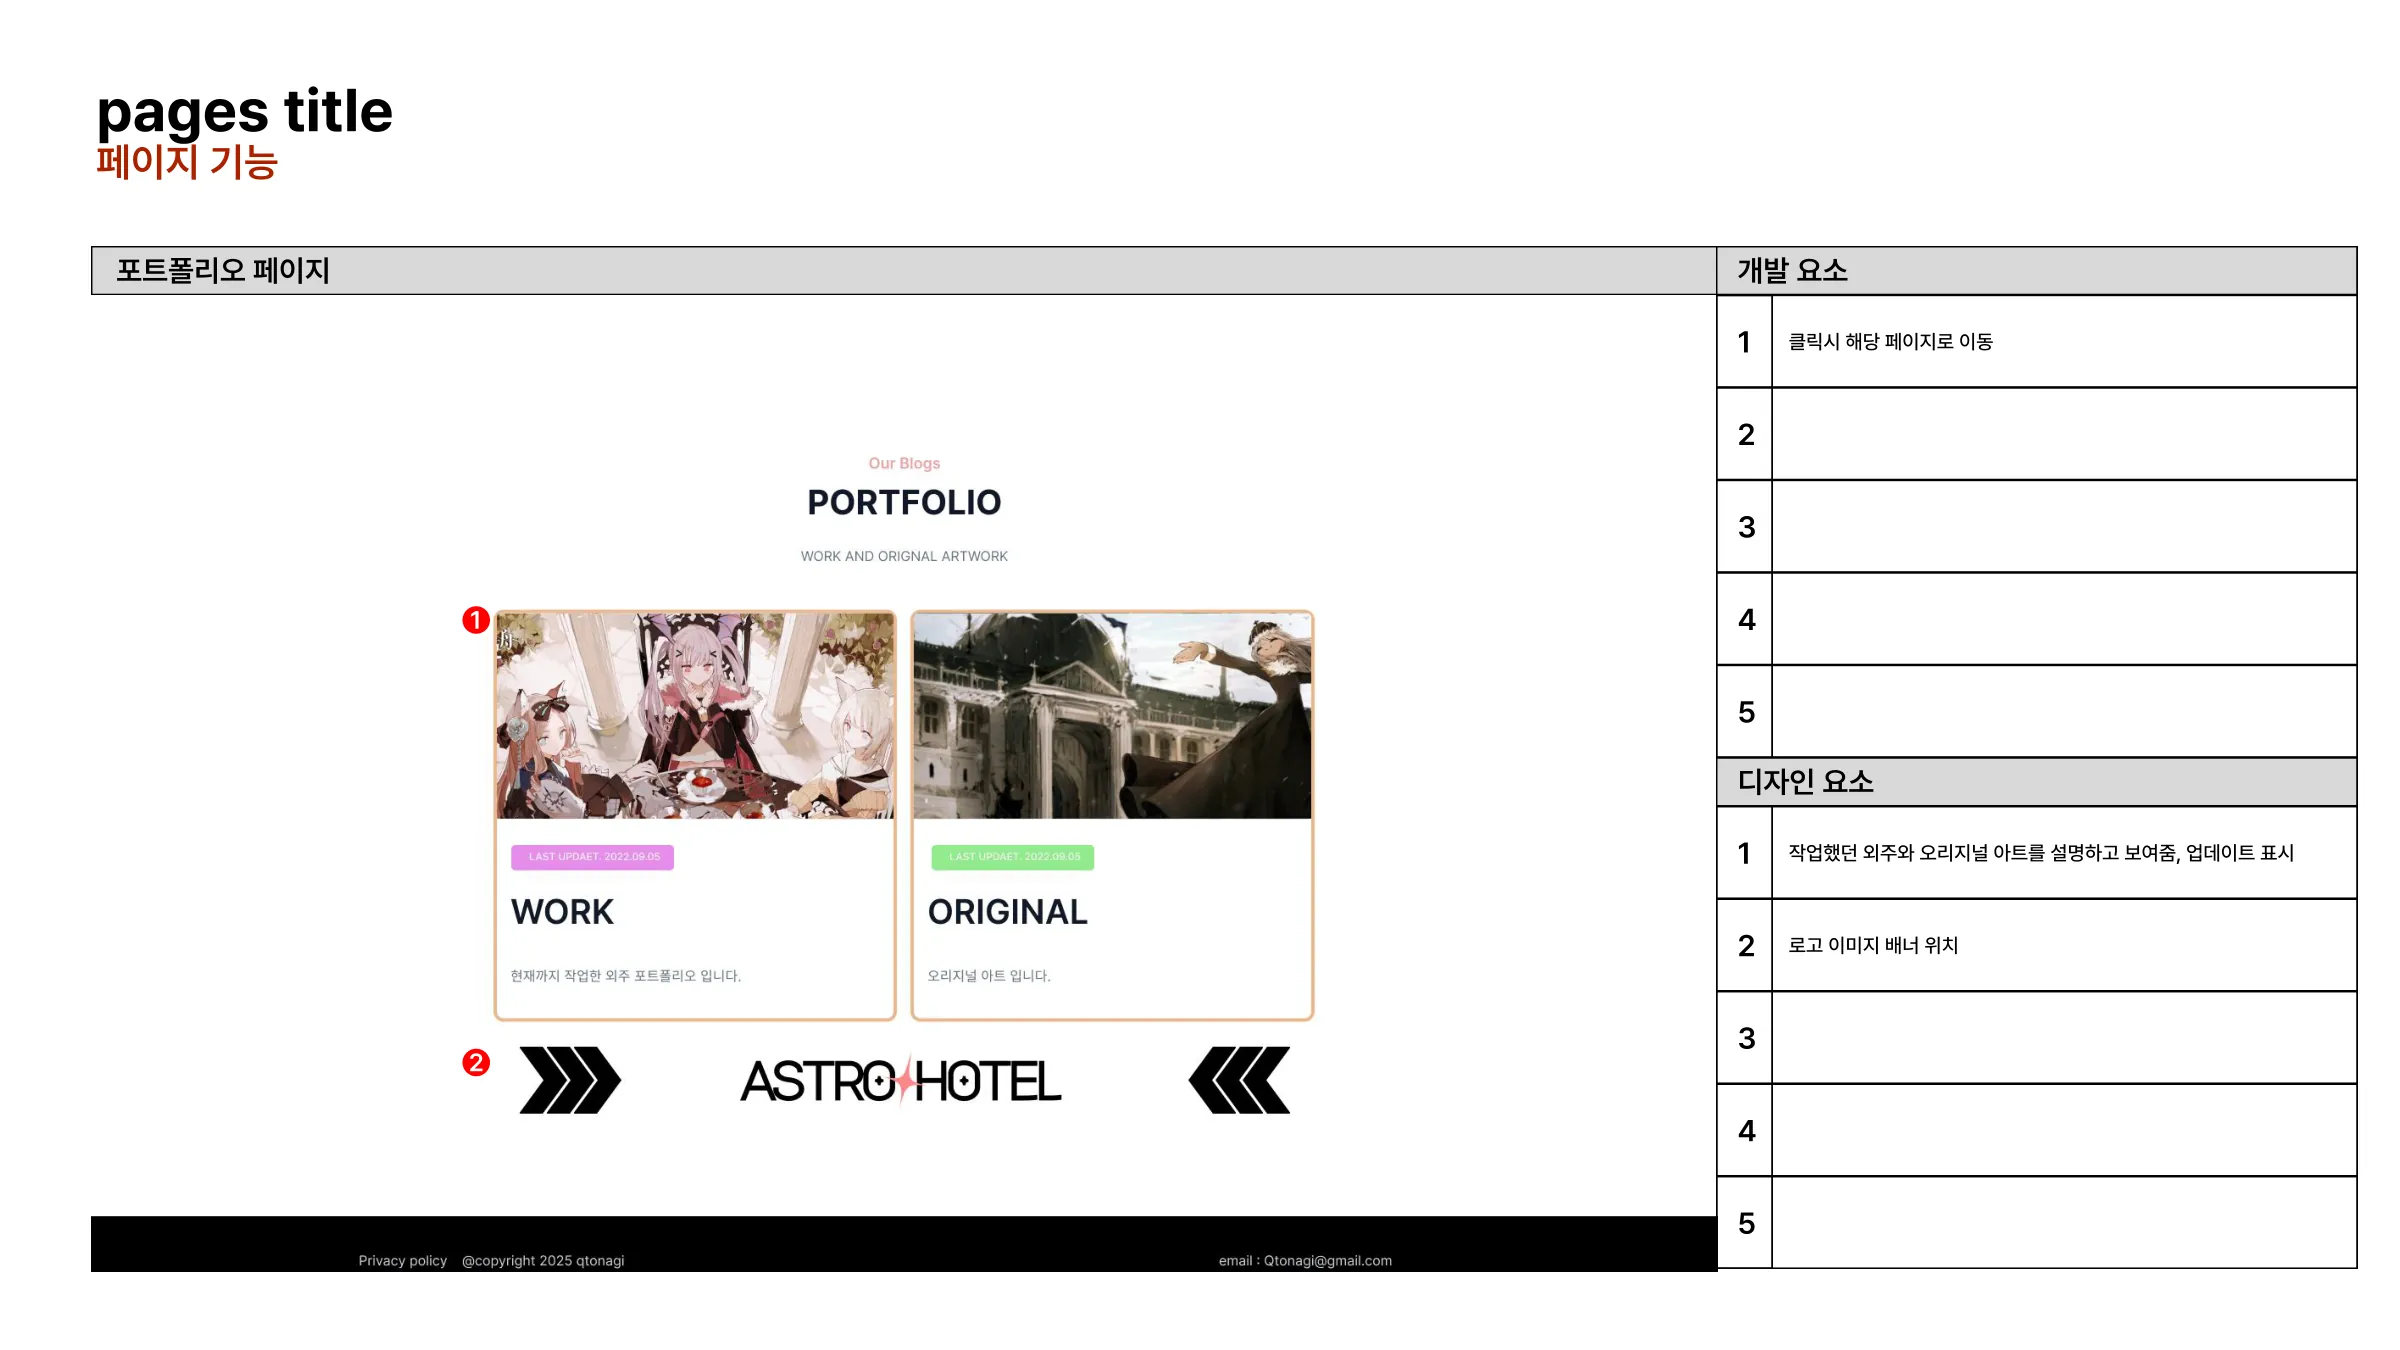 pages title
페이지 기능
포트폴리오 페이지
Our Blogs
PORTFOLIO
WORK AND ORIGNAL ARTWORK
1
LAST UPDAET. 2022.09.05
WORK
현재까지 작업한 외주 포트폴리오 입니다.
LAST UPDAET. 2022.09.05
ORIGINAL
오리지널 아트 입니다.
2
ASTRO HOTEL
Privacy policy @copyright 2025 qtonagi
email : Qtonagi@gmail.com
개발 요소
1 클릭시 해당 페이지로 이동
2
3
4
5
디자인 요소
1 작업했던 외주와 오리지널 아트를 설명하고 보여줌, 업데이트 표시
2 로고 이미지 배너 위치
3
4
5